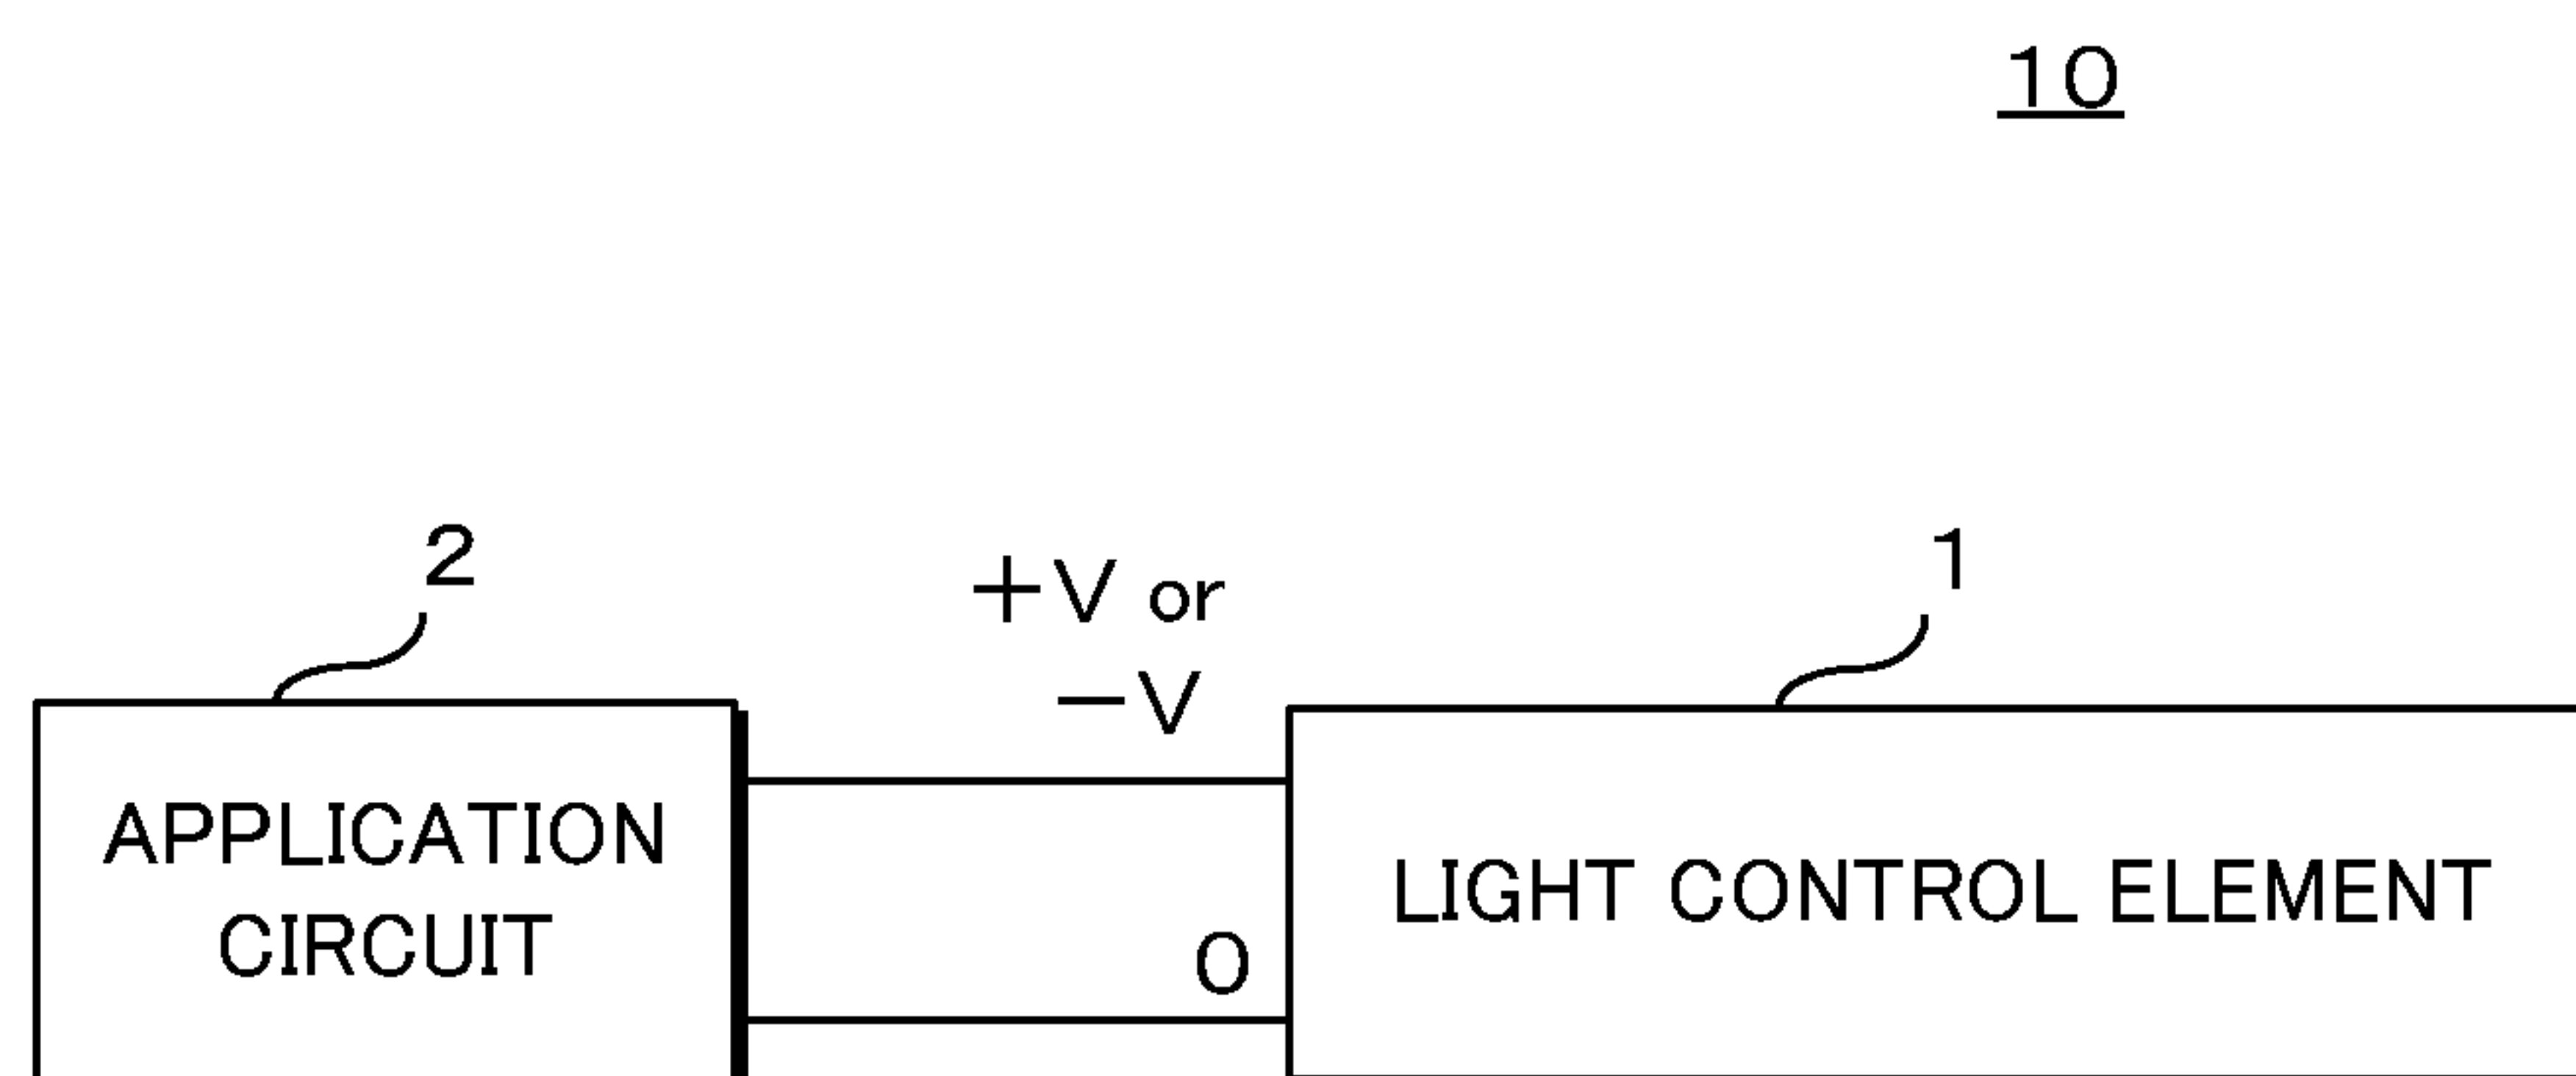 10
2
+V or
-V
1
APPLICATION
CIRCUIT
0
LIGHT CONTROL ELEMENT